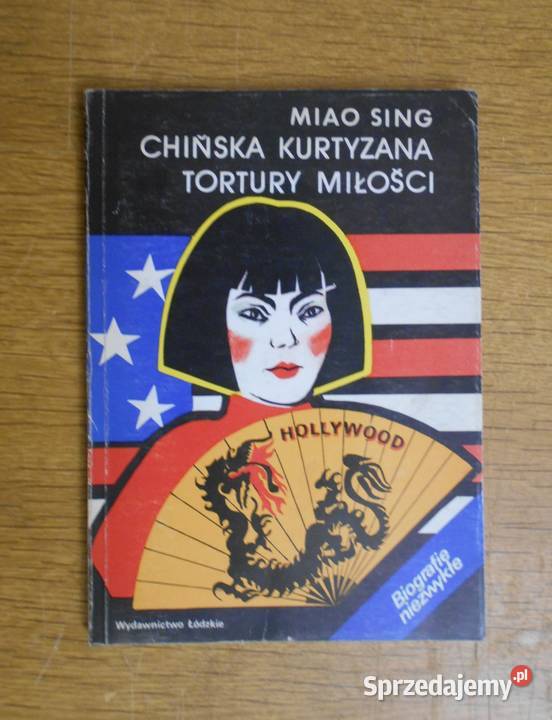 MIAO SING
CHIŃSKA KURTYZANA
TORTURY MIŁOŚCI
HOLLYWOOD
Biografie
niezwykłe
Wydawnictwo Łódzkie
Sprzedajemy.pl